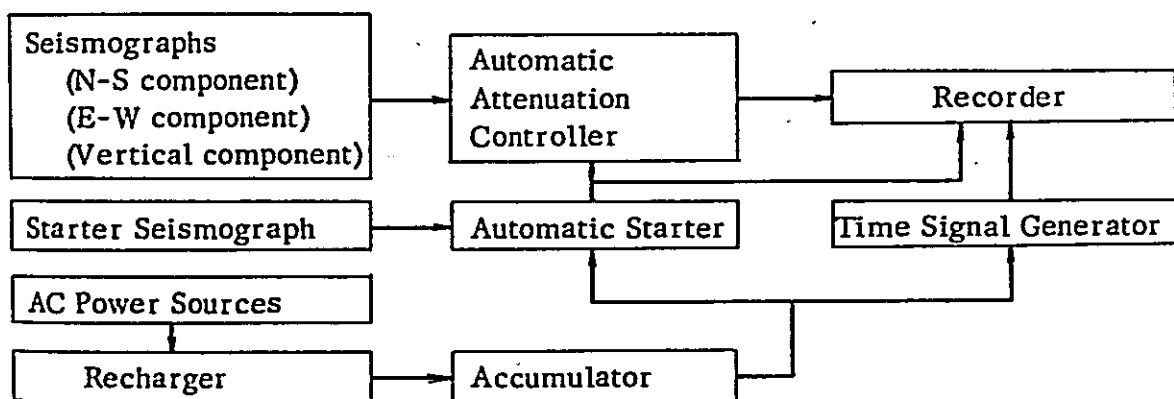 Seismographs
(N-S component)
(E-W component)
(Vertical component)
Automatic
Attenuation
Controller
Recorder
Starter Seismograph
Automatic Starter
Time Signal Generator
AC Power Sources
Recharger
Accumulator